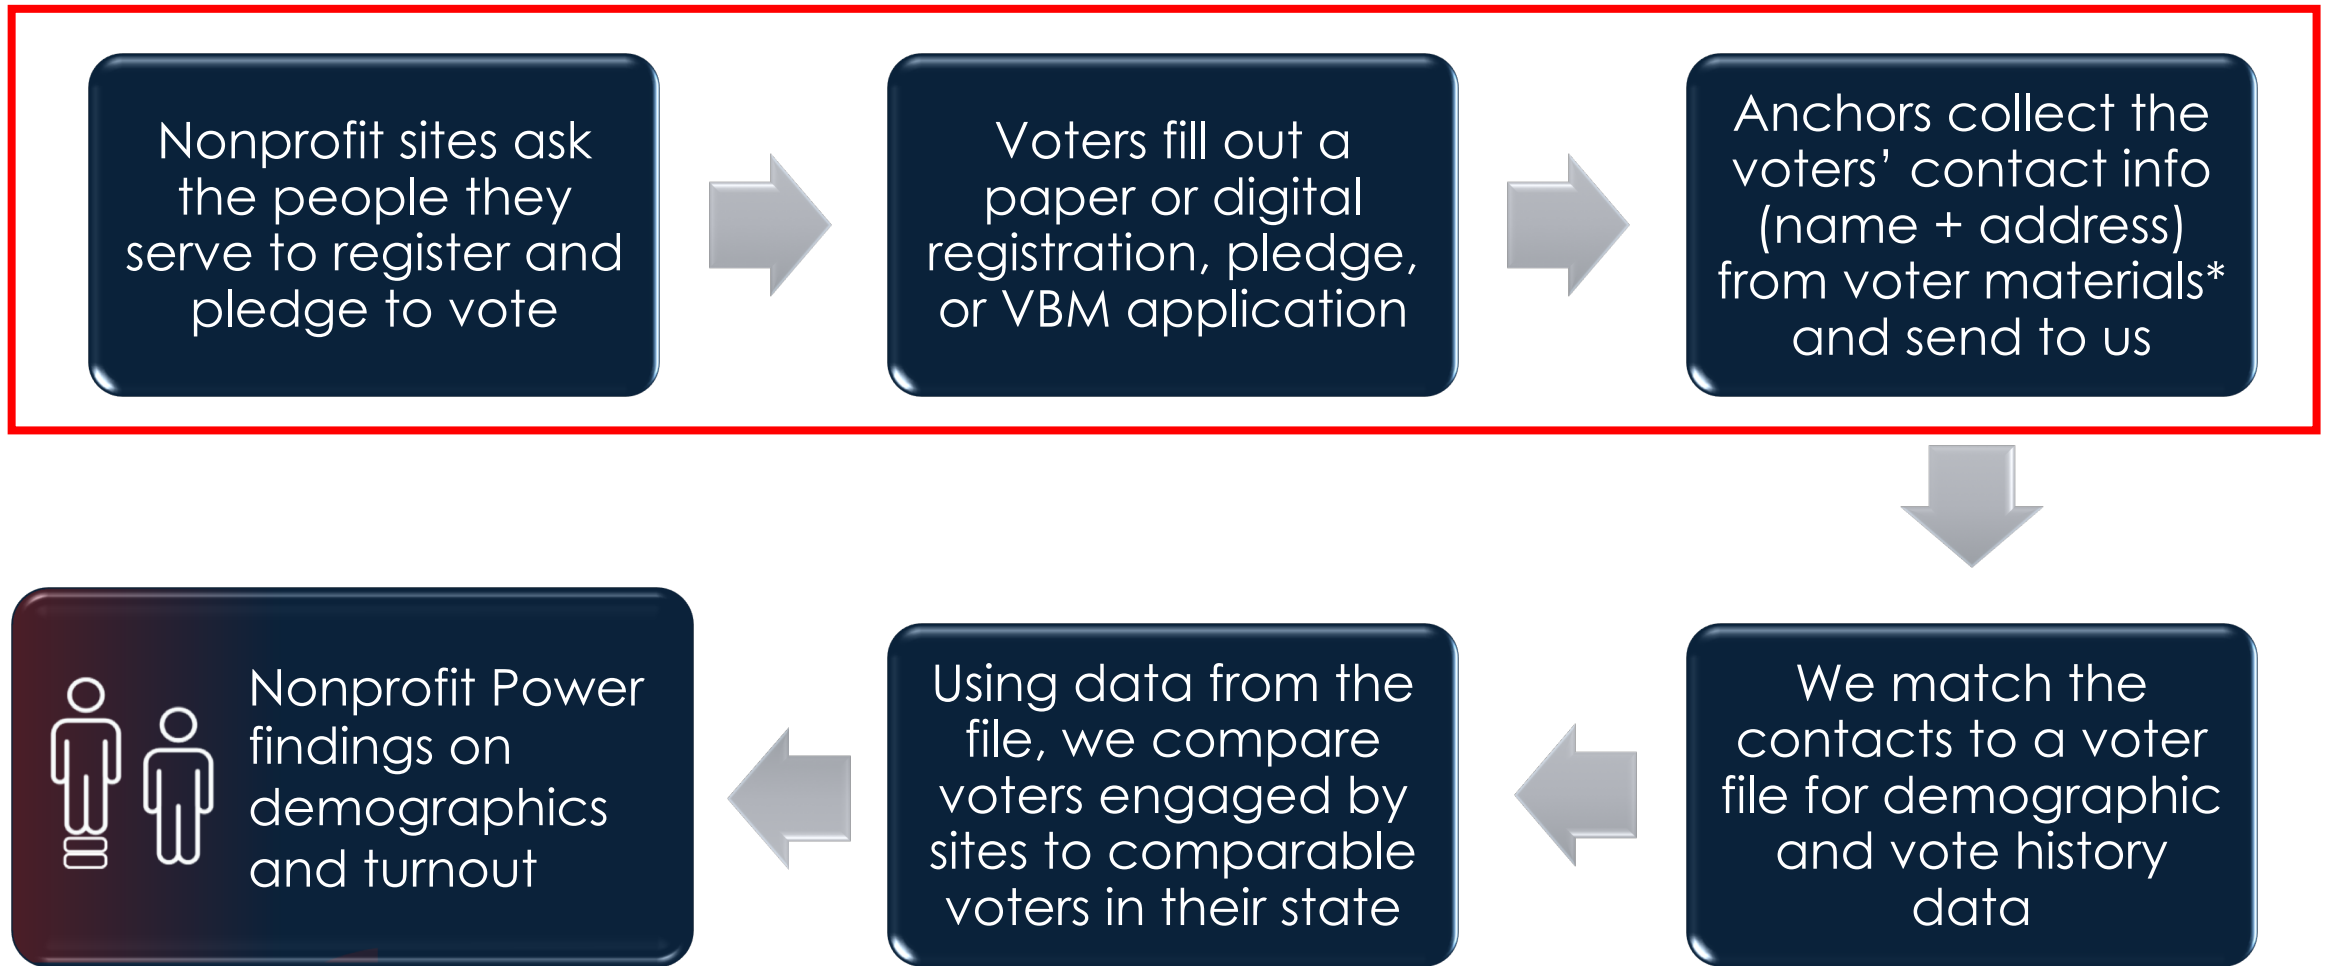 Nonprofit sites ask
the people they
serve to register and
pledge to vote
Voters fill out a
paper or digital
registration, pledge,
or VBM application
Anchors collect the
voters’ contact info
(name + address)
from voter materials*
and send to us
We match the
contacts to a voter
file for demographic
and vote history
data
Using data from the
file, we compare
voters engaged by
sites to comparable
voters in their state
Nonprofit Power
findings on
demographics
and turnout